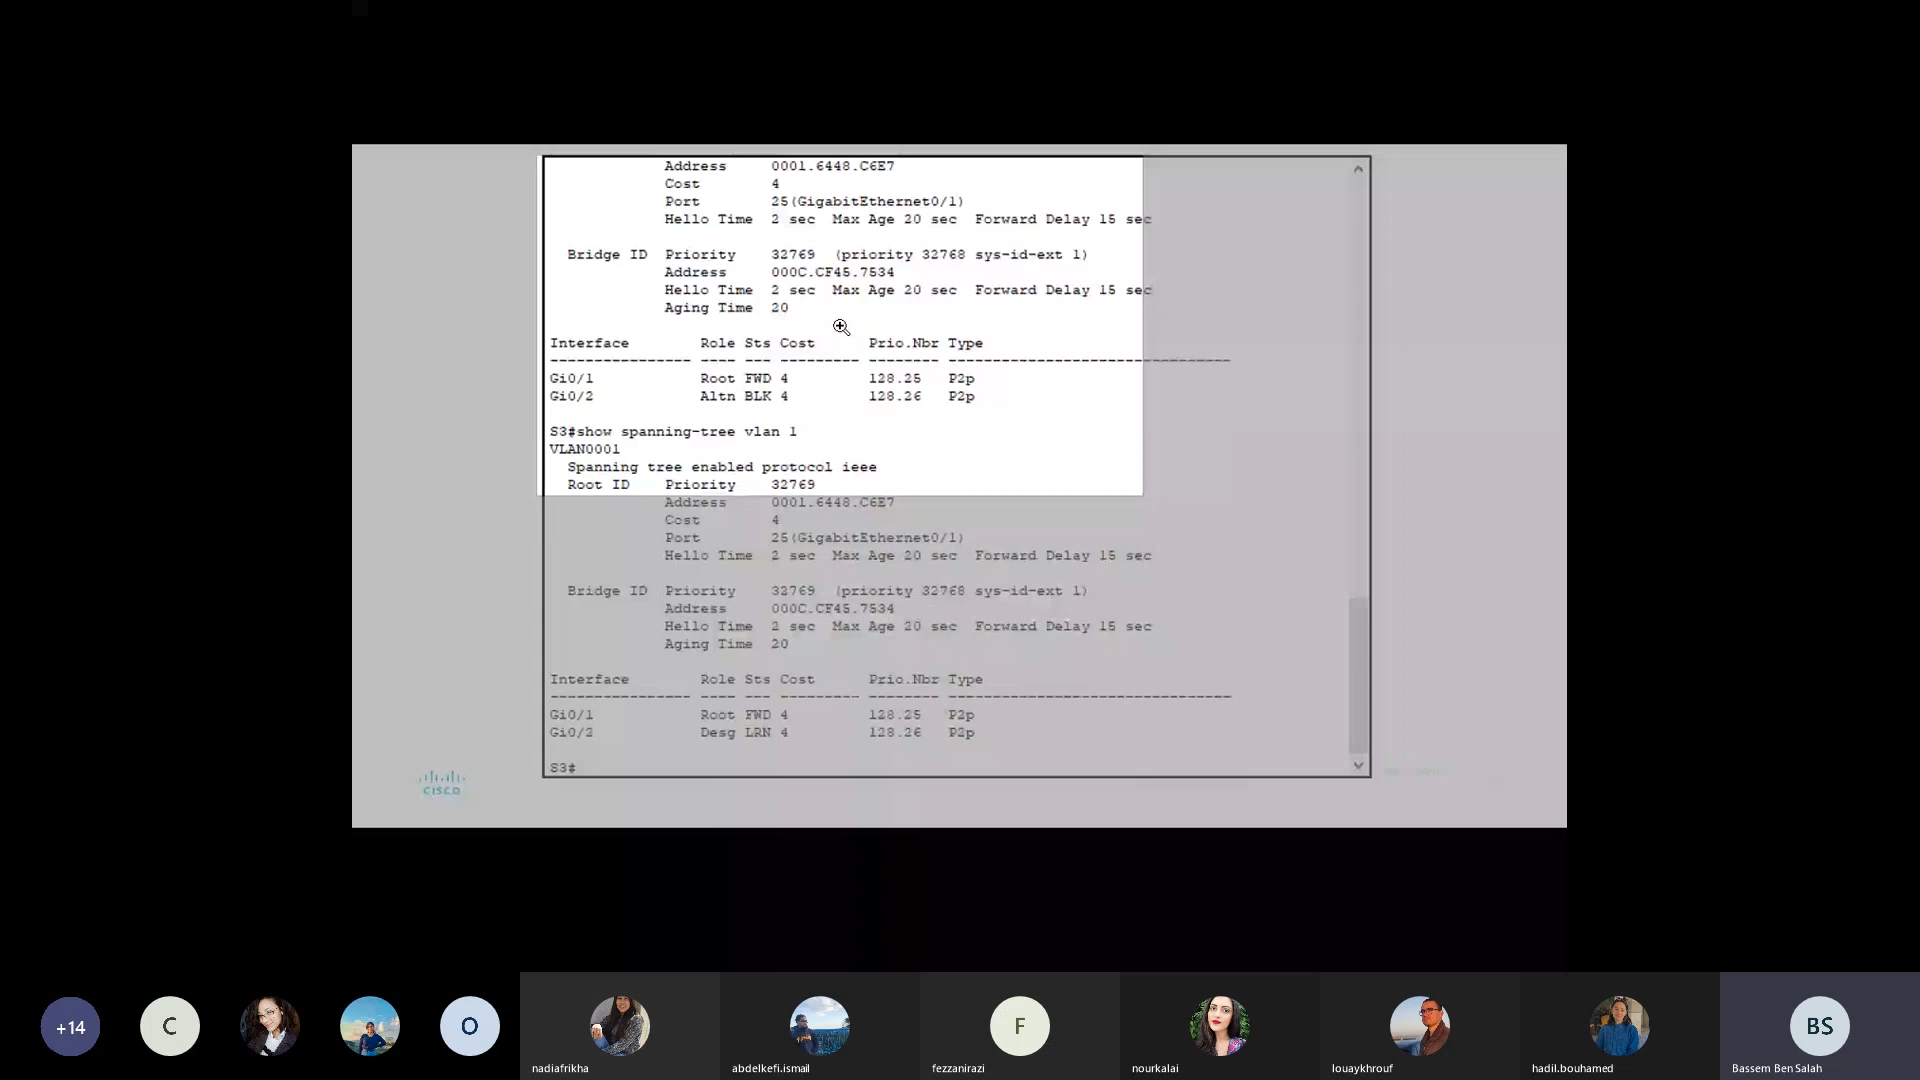 Address     0001.6448.C6E7
Cost        4
Port        25(GigabitEthernet0/1)
Hello Time  2 sec  Max Age 20 sec  Forward Delay 15 sec
Bridge ID  Priority    32769  (priority 32768 sys-id-ext 1)
Address     000C.CF45.7534
Hello Time  2 sec  Max Age 20 sec  Forward Delay 15 sec
Aging Time  20
Interface        Role Sts Cost      Prio.Nbr Type
---------------- ---- --- --------- -------- --------------------------------
Gi0/1            Root FWD 4         128.25   P2p
Gi0/2            Altn BLK 4         128.26   P2p
S3#show spanning-tree vlan 1
VLAN0001
Spanning tree enabled protocol ieee
Root ID    Priority    32769
Address     0001.6448.C6E7
Cost        4
Port        25(GigabitEthernet0/1)
Hello Time  2 sec  Max Age 20 sec  Forward Delay 15 sec
Bridge ID  Priority    32769  (priority 32768 sys-id-ext 1)
Address     000C.CF45.7534
Hello Time  2 sec  Max Age 20 sec  Forward Delay 15 sec
Aging Time  20
Interface        Role Sts Cost      Prio.Nbr Type
---------------- ---- --- --------- -------- --------------------------------
Gi0/1            Root FWD 4         128.25   P2p
Gi0/2            Desg LRN 4         128.26   P2p
S3#
CISCO
+14
C
O
F
BS
nadiafrikha
abdelkefi.ismail
fezzanirazi
nourkalai
louaykhrouf
hadil.bouhamed
Bassem Ben Salah